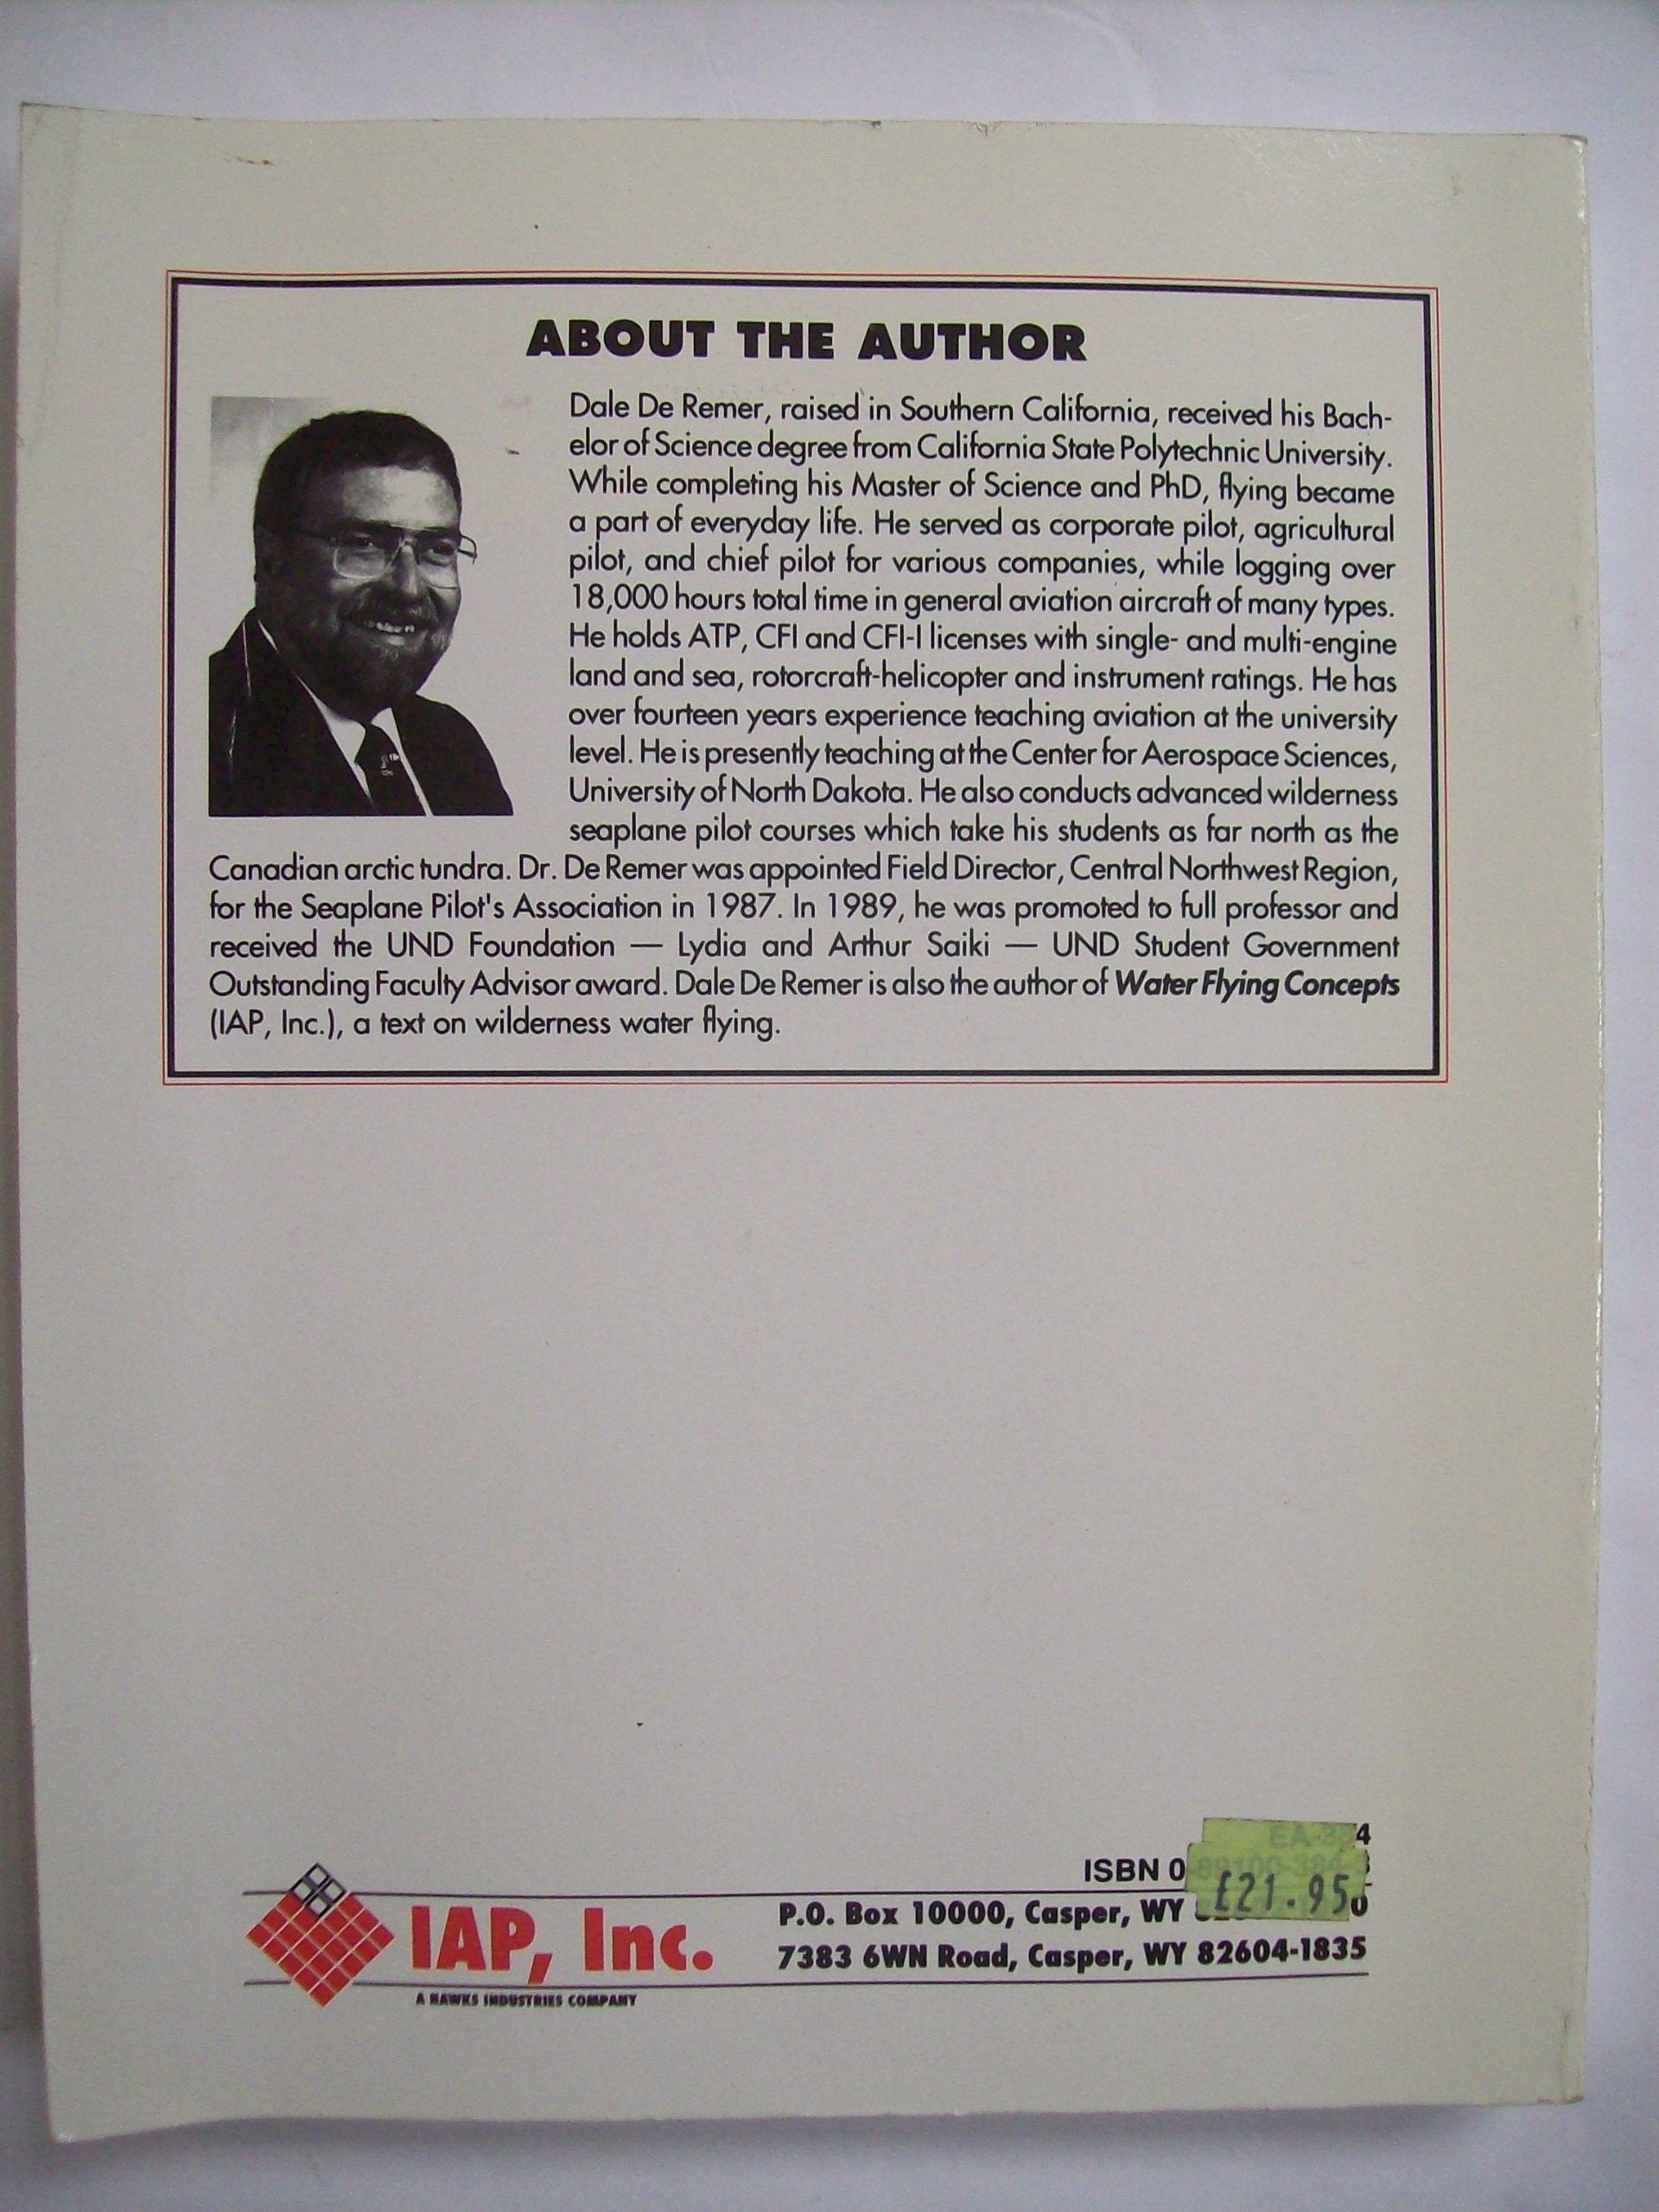 ABOUT THE AUTHOR
Dale De Remer, raised in Southern California, received his Bach-
elor of Science degree from California State Polytechnic University.
While completing his Master of Science and PhD, flying became
a part of everyday life. He served as corporate pilot, agricultural
pilot, and chief pilot for various companies, while logging over
18,000 hours total time in general aviation aircraft of many types.
He holds ATP, CFI and CFI-I licenses with single- and multi-engine
land and sea, rotorcraft-helicopter and instrument ratings. He has
over fourteen years experience teaching aviation at the university
level. He is presently teaching at the Center for Aerospace Sciences,
University of North Dakota. He also conducts advanced wilderness
seaplane pilot courses which take his students as far north as the
Canadian arctic tundra. Dr. De Remer was appointed Field Director, Central Northwest Region,
for the Seaplane Pilot's Association in 1987. In 1989, he was promoted to full professor and
received the UND Foundation — Lydia and Arthur Saiki — UND Student Government
Outstanding Faculty Advisor award. Dale De Remer is also the author of Water Flying Concepts
(IAP, Inc.), a text on wilderness water flying.
ISBN
£21.95
IAP, Inc.
P.O. Box 10000, Casper, WY
7383 6WN Road, Casper, WY 82604-1835
A HAWKS INDUSTRIES COMPANY